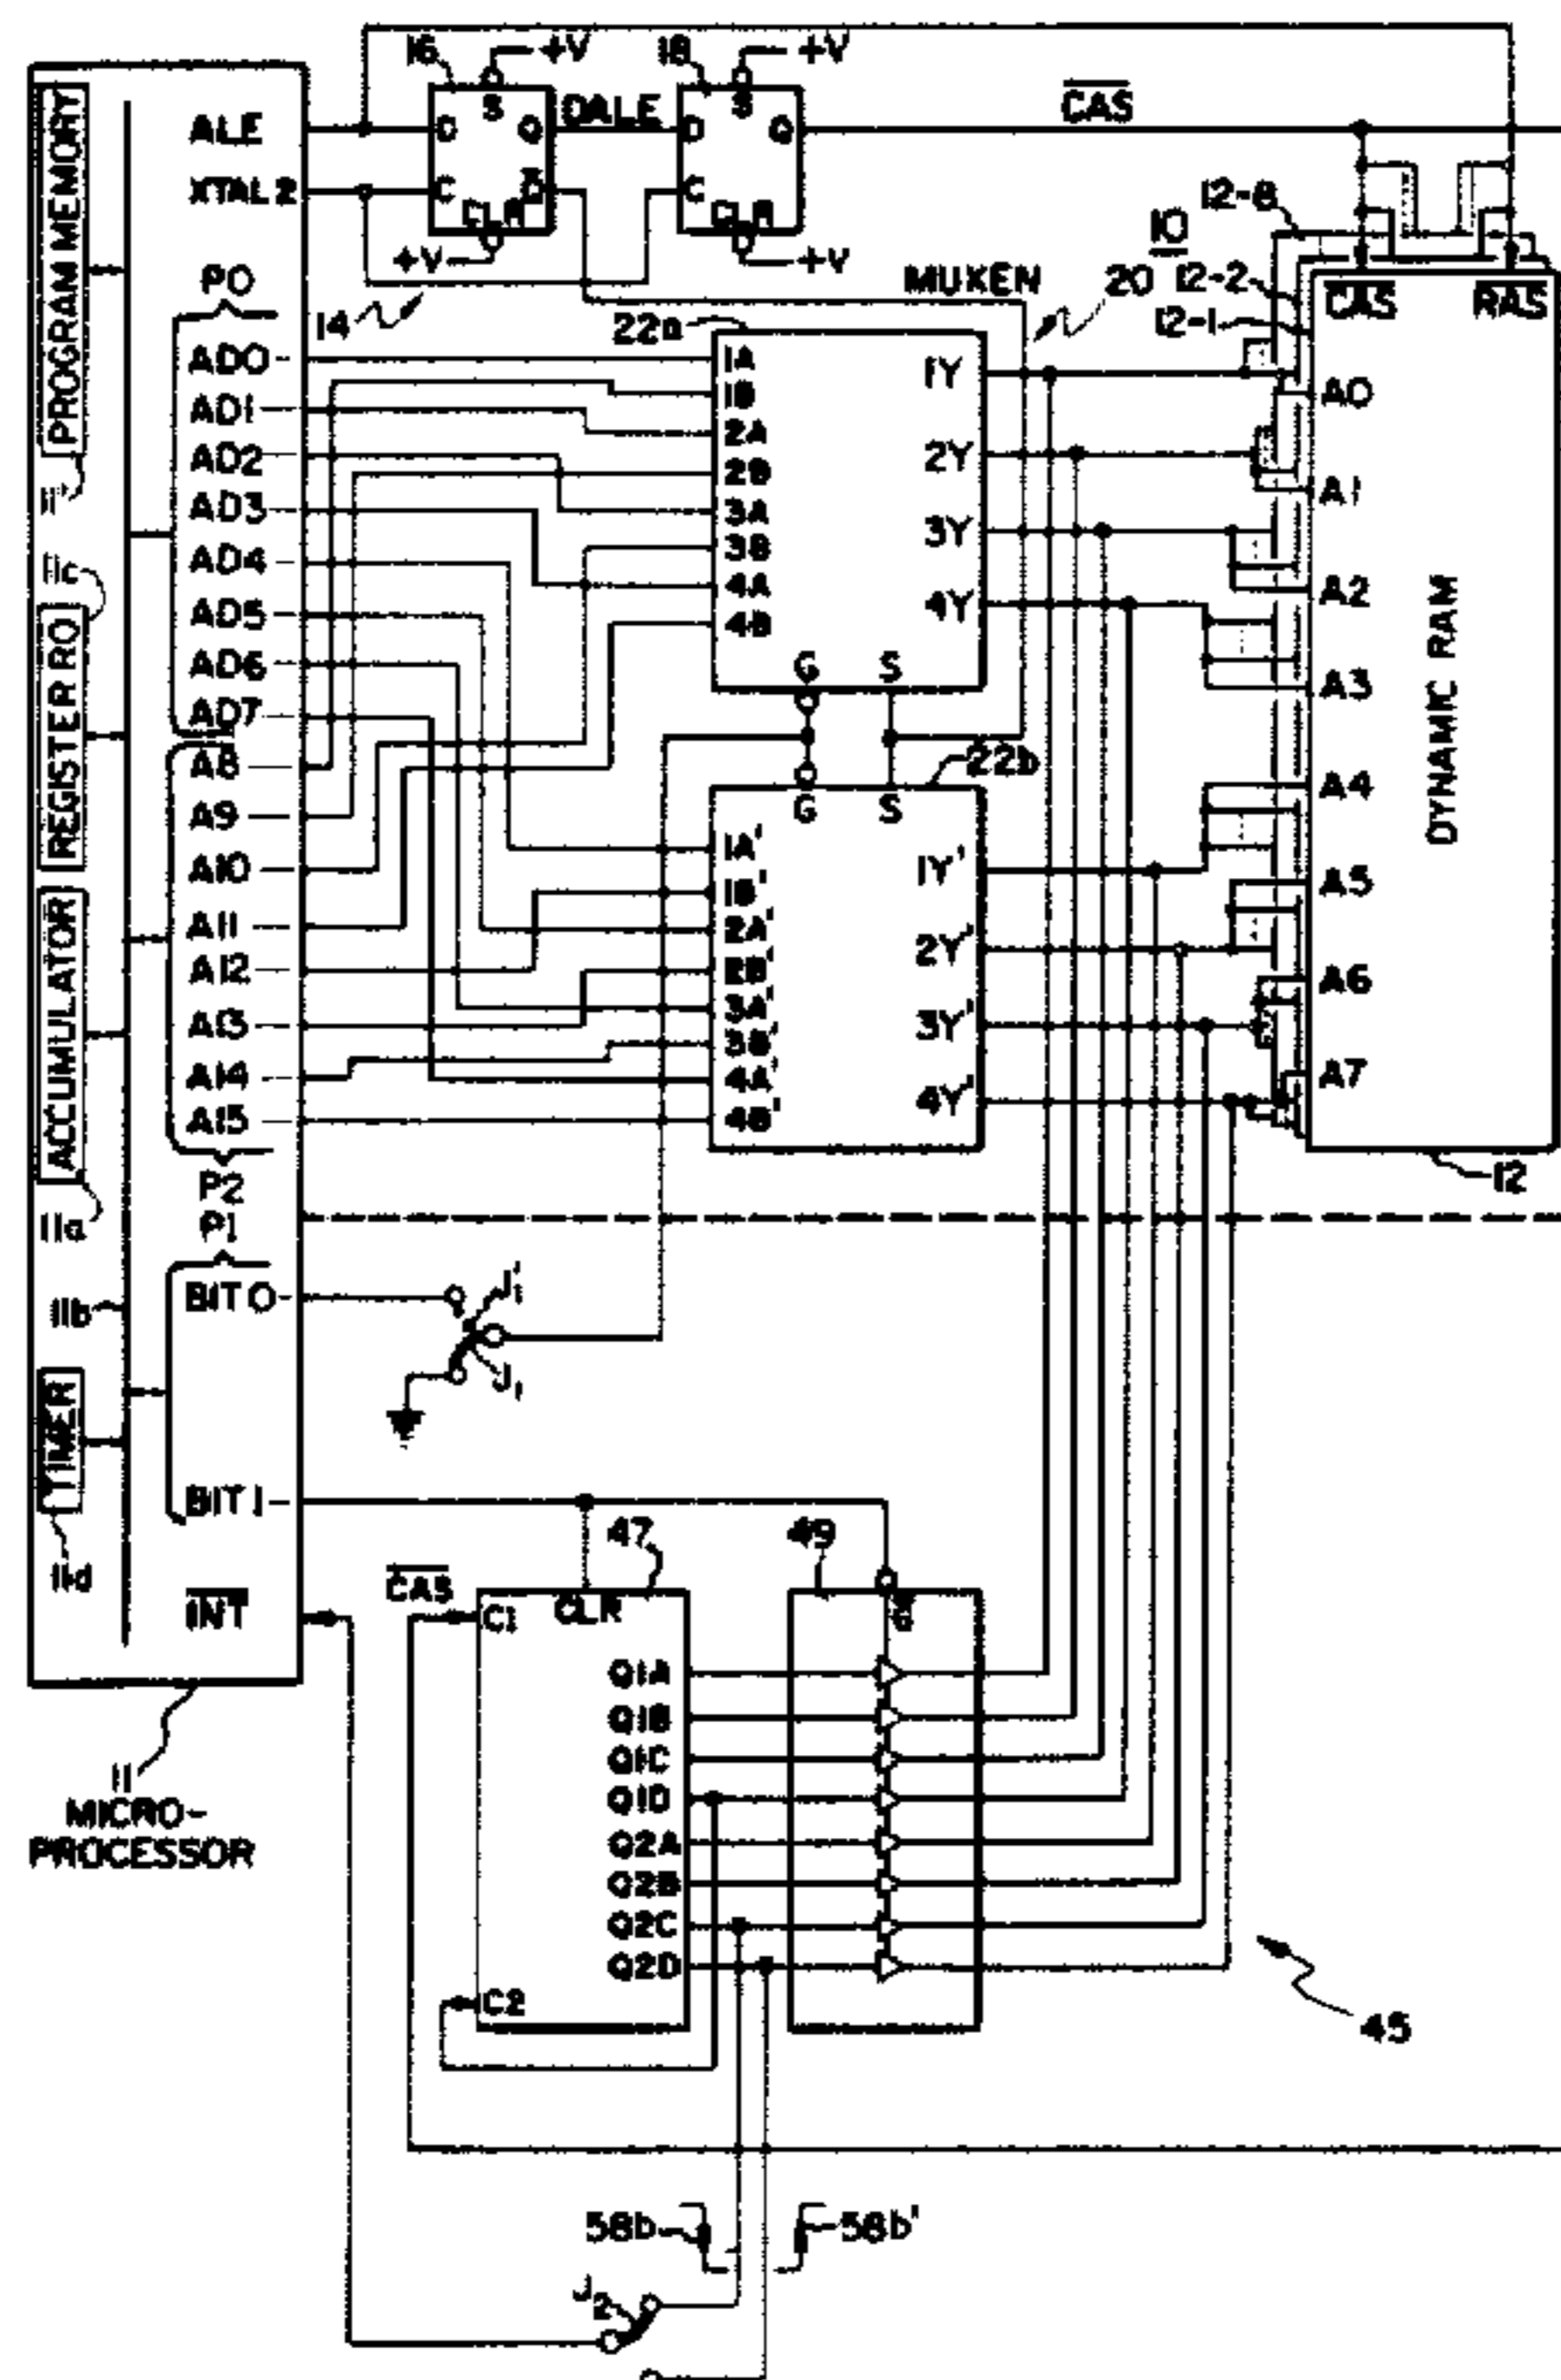 16
+V
18
+V
ALE
D
S
Q
DALE
D
S
Q
CAS
XTAL 2
C
C
+V
+V
PROGRAM MEMORY
REGISTER RO
ACCUMULATOR
TIMER
11a
11b
11d
14
MUXEN
20
10
12-8
12-2
12-1
CAS
RAS
P0
AD0
AD1
AD2
AD3
AD4
AD5
AD6
AD7
A8
A9
A10
A11
A12
A13
A14
A15
P2
P1
BIT 0
BIT 1
INT
22a
1A
1B
2A
2B
3A
3B
4A
4B
1Y
2Y
3Y
4Y
G
S
22b
G
S
1A'
1B'
2A'
2B'
3A'
3B'
4A'
4B'
1Y'
2Y'
3Y'
4Y'
A0
A1
A2
A3
A4
A5
A6
A7
DYNAMIC RAM
12
J1'
J1
47
49
CAS
C1
CLR
G
Q1A
Q1B
Q1C
Q1D
Q2A
Q2B
Q2C
Q2D
C2
11
MICRO-
PROCESSOR
45
58b
58b'
J2